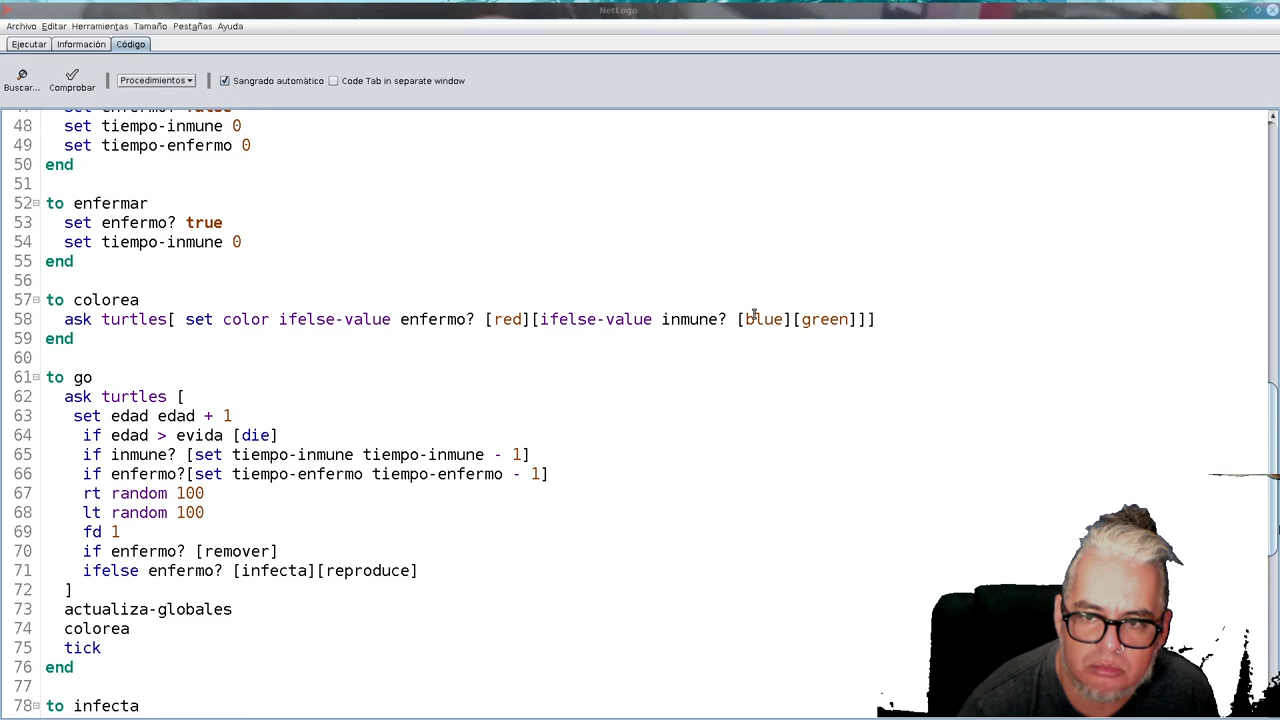 NetLogo
Archivo Editar Herramientas Tamaño Pestañas Ayuda
Ejecutar Información Código
Buscar... Comprobar Procedimientos Sangrado automático Code Tab in separate window
48 set tiempo-inmune 0
49 set tiempo-enfermo 0
50 end
51
52 to enfermar
53 set enfermo? true
54 set tiempo-inmune 0
55 end
56
57 to colorea
58 ask turtles[ set color ifelse-value enfermo? [red][ifelse-value inmune? [blue][green]]]
59 end
60
61 to go
62 ask turtles [
63 set edad edad + 1
64 if edad > evida [die]
65 if inmune? [set tiempo-inmune tiempo-inmune - 1]
66 if enfermo?[set tiempo-enfermo tiempo-enfermo - 1]
67 rt random 100
68 lt random 100
69 fd 1
70 if enfermo? [remover]
71 ifelse enfermo? [infecta][reproduce]
72 ]
73 actualiza-globales
74 colorea
75 tick
76 end
77
78 to infecta